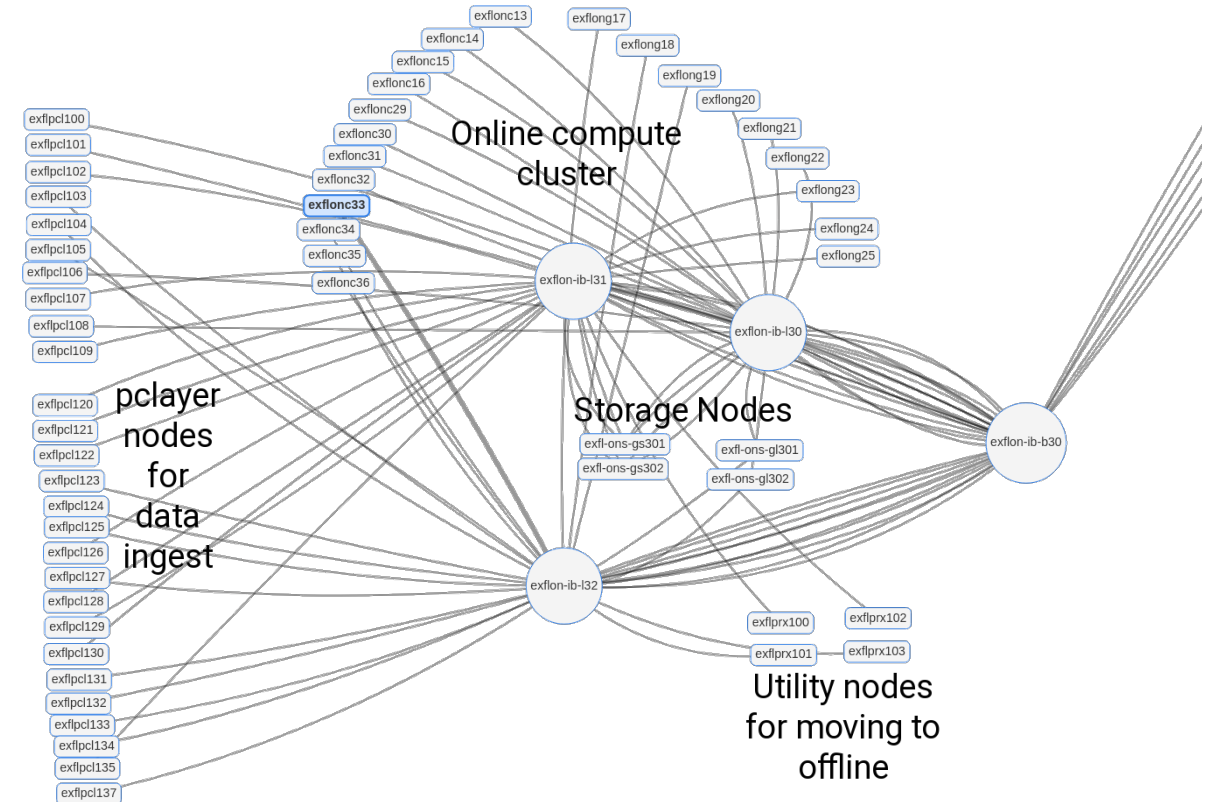 exflonc13
exflong17
exflonc14
exflong18
exflonc15
exflong19
exflonc16
exflong20
exflonc29
exflong21
exflonc30
exflong22
exflonc31
exflong23
exflonc32
exflonc33
exflong24
exflonc34
exflong25
exflonc35
exflonc36
Online compute
cluster
exflpcl100
exflpcl101
exflpcl102
exflpcl103
exflpcl104
exflpcl105
exflpcl106
exflpcl107
exflpcl108
exflpcl109
exflpcl120
exflpcl121
exflpcl122
exflpcl123
exflpcl124
exflpcl125
exflpcl126
exflpcl127
exflpcl128
exflpcl129
exflpcl130
exflpcl131
exflpcl132
exflpcl133
exflpcl134
exflpcl135
exflpcl137
pclayer
nodes
for
data
ingest
exflon-ib-l31
exflon-ib-l30
exflon-ib-b30
exflon-ib-l32
Storage Nodes
exfl-ons-gs301
exfl-ons-gl301
exfl-ons-gs302
exfl-ons-gl302
exflprx100
exflprx102
exflprx101
exflprx103
Utility nodes
for moving to
offline